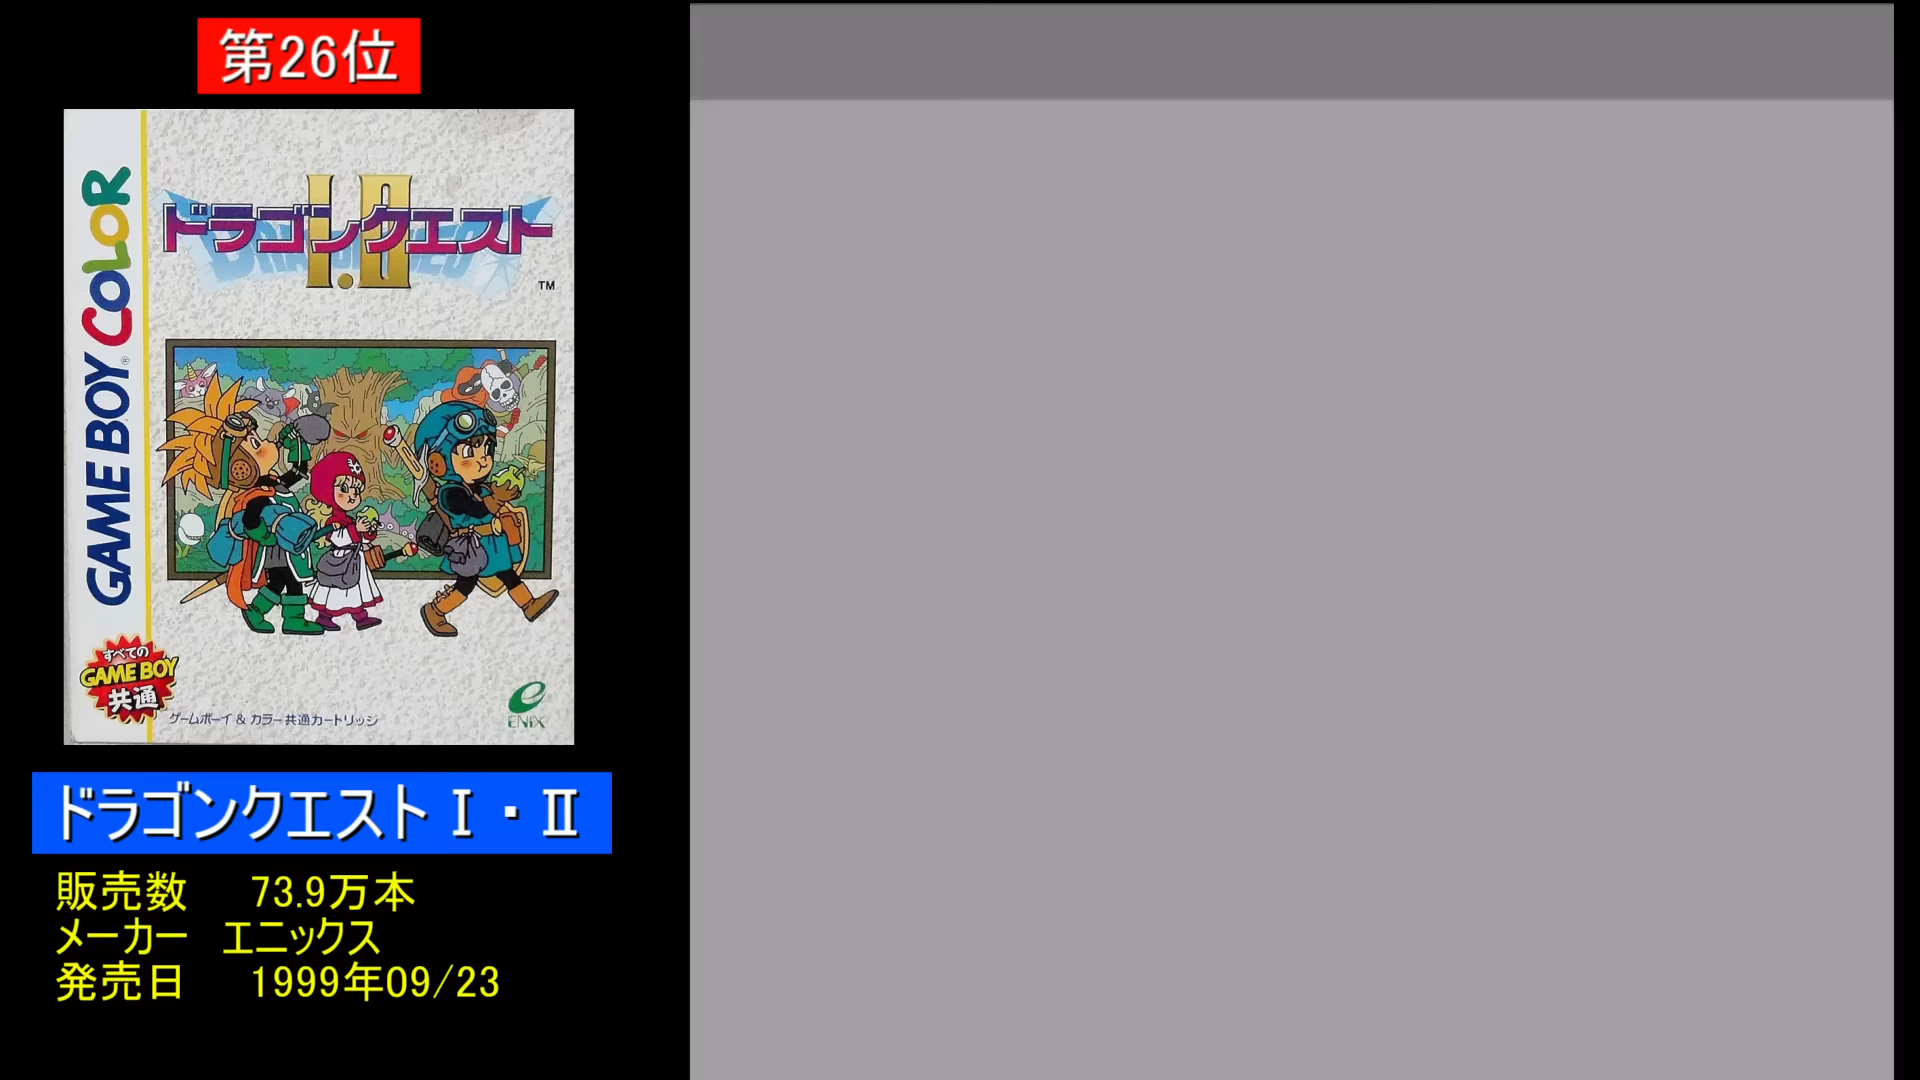 第26位
GAME BOY COLOR
I・II
ドラゴンクエスト
TM
すべての
GAME BOY
共通
ゲームボーイ & カラー共通カートリッジ
ENIX
ドラゴンクエストⅠ・Ⅱ
販売数 73.9万本
メーカー エニックス
発売日 1999年09/23